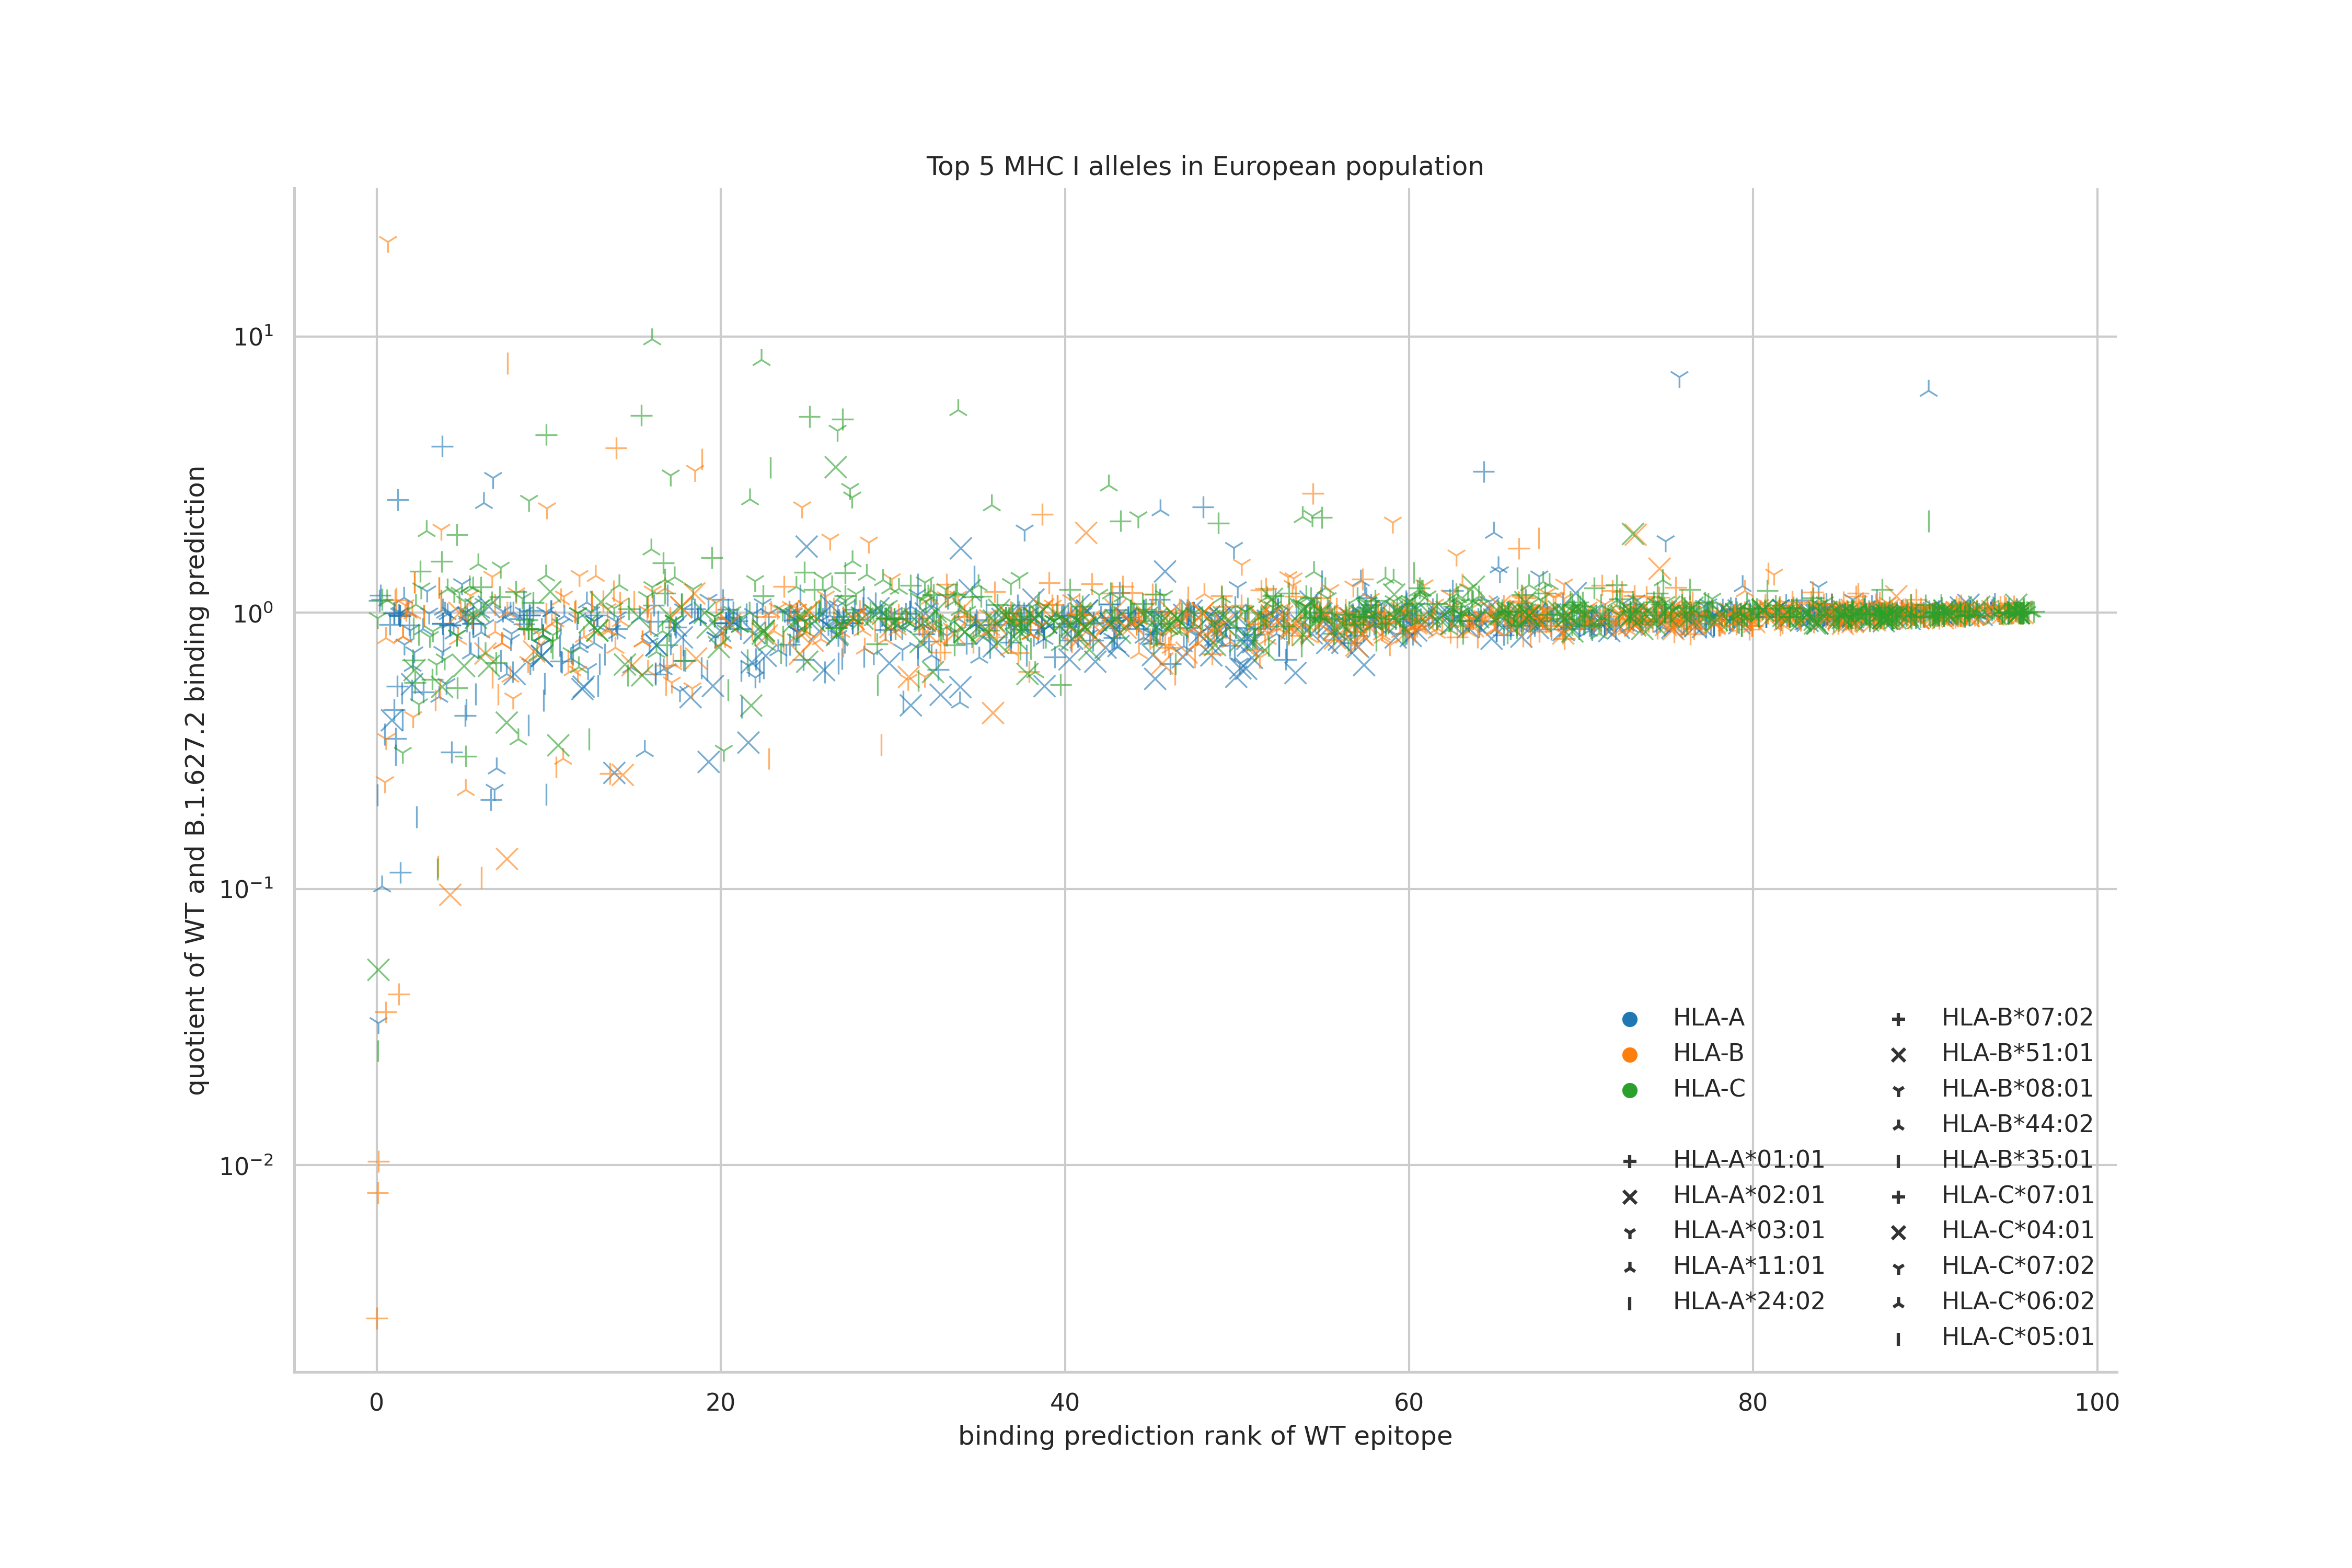 Top 5 MHC I alleles in European population
quotient of WT and B.1.627.2 binding prediction
10¹
10⁰
10⁻¹
10⁻²
0 20 40 60 80 100
binding prediction rank of WT epitope
HLA-A
HLA-B
HLA-C
HLA-A*01:01
HLA-A*02:01
HLA-A*03:01
HLA-A*11:01
HLA-A*24:02
HLA-B*07:02
HLA-B*51:01
HLA-B*08:01
HLA-B*44:02
HLA-B*35:01
HLA-C*07:01
HLA-C*04:01
HLA-C*07:02
HLA-C*06:02
HLA-C*05:01